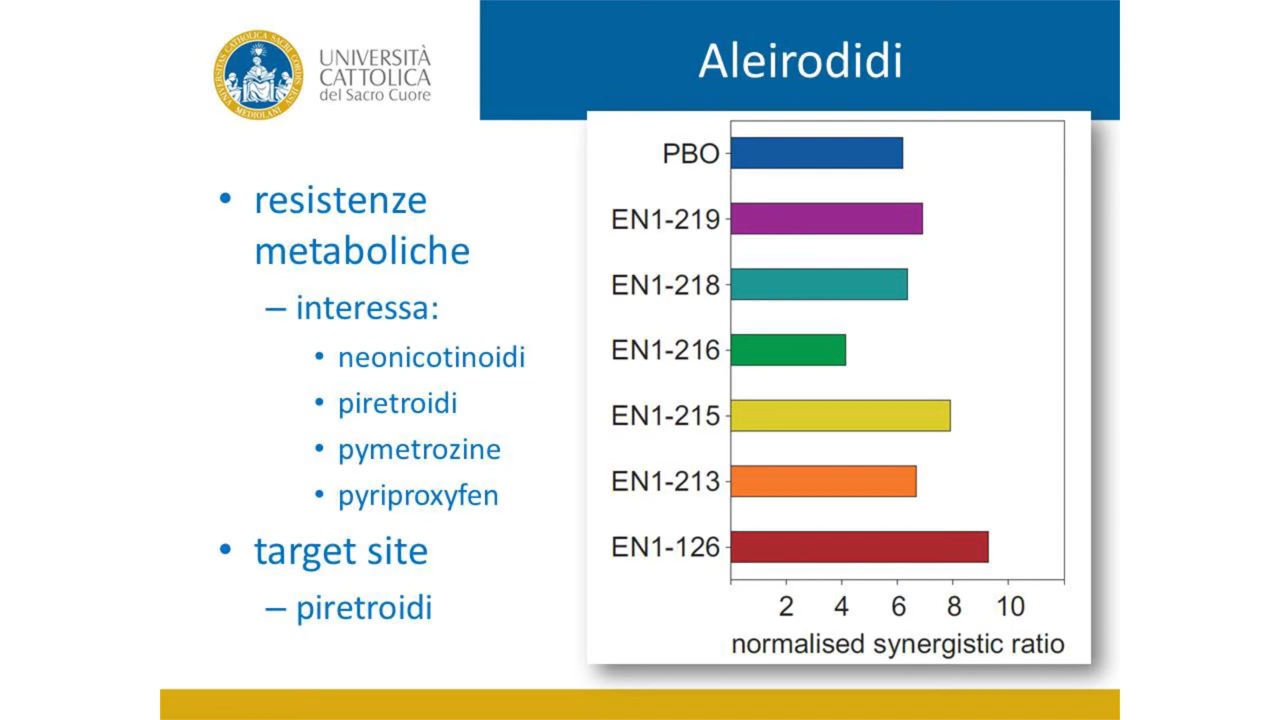 UNIVERSITÀ
CATTOLICA
del Sacro Cuore
Aleirodidi
• resistenze
metaboliche
– interessa:
• neonicotinoidi
• piretroidi
• pymetrozine
• pyriproxyfen
• target site
– piretroidi
PBO
EN1-219
EN1-218
EN1-216
EN1-215
EN1-213
EN1-126
2 4 6 8 10
normalised synergistic ratio